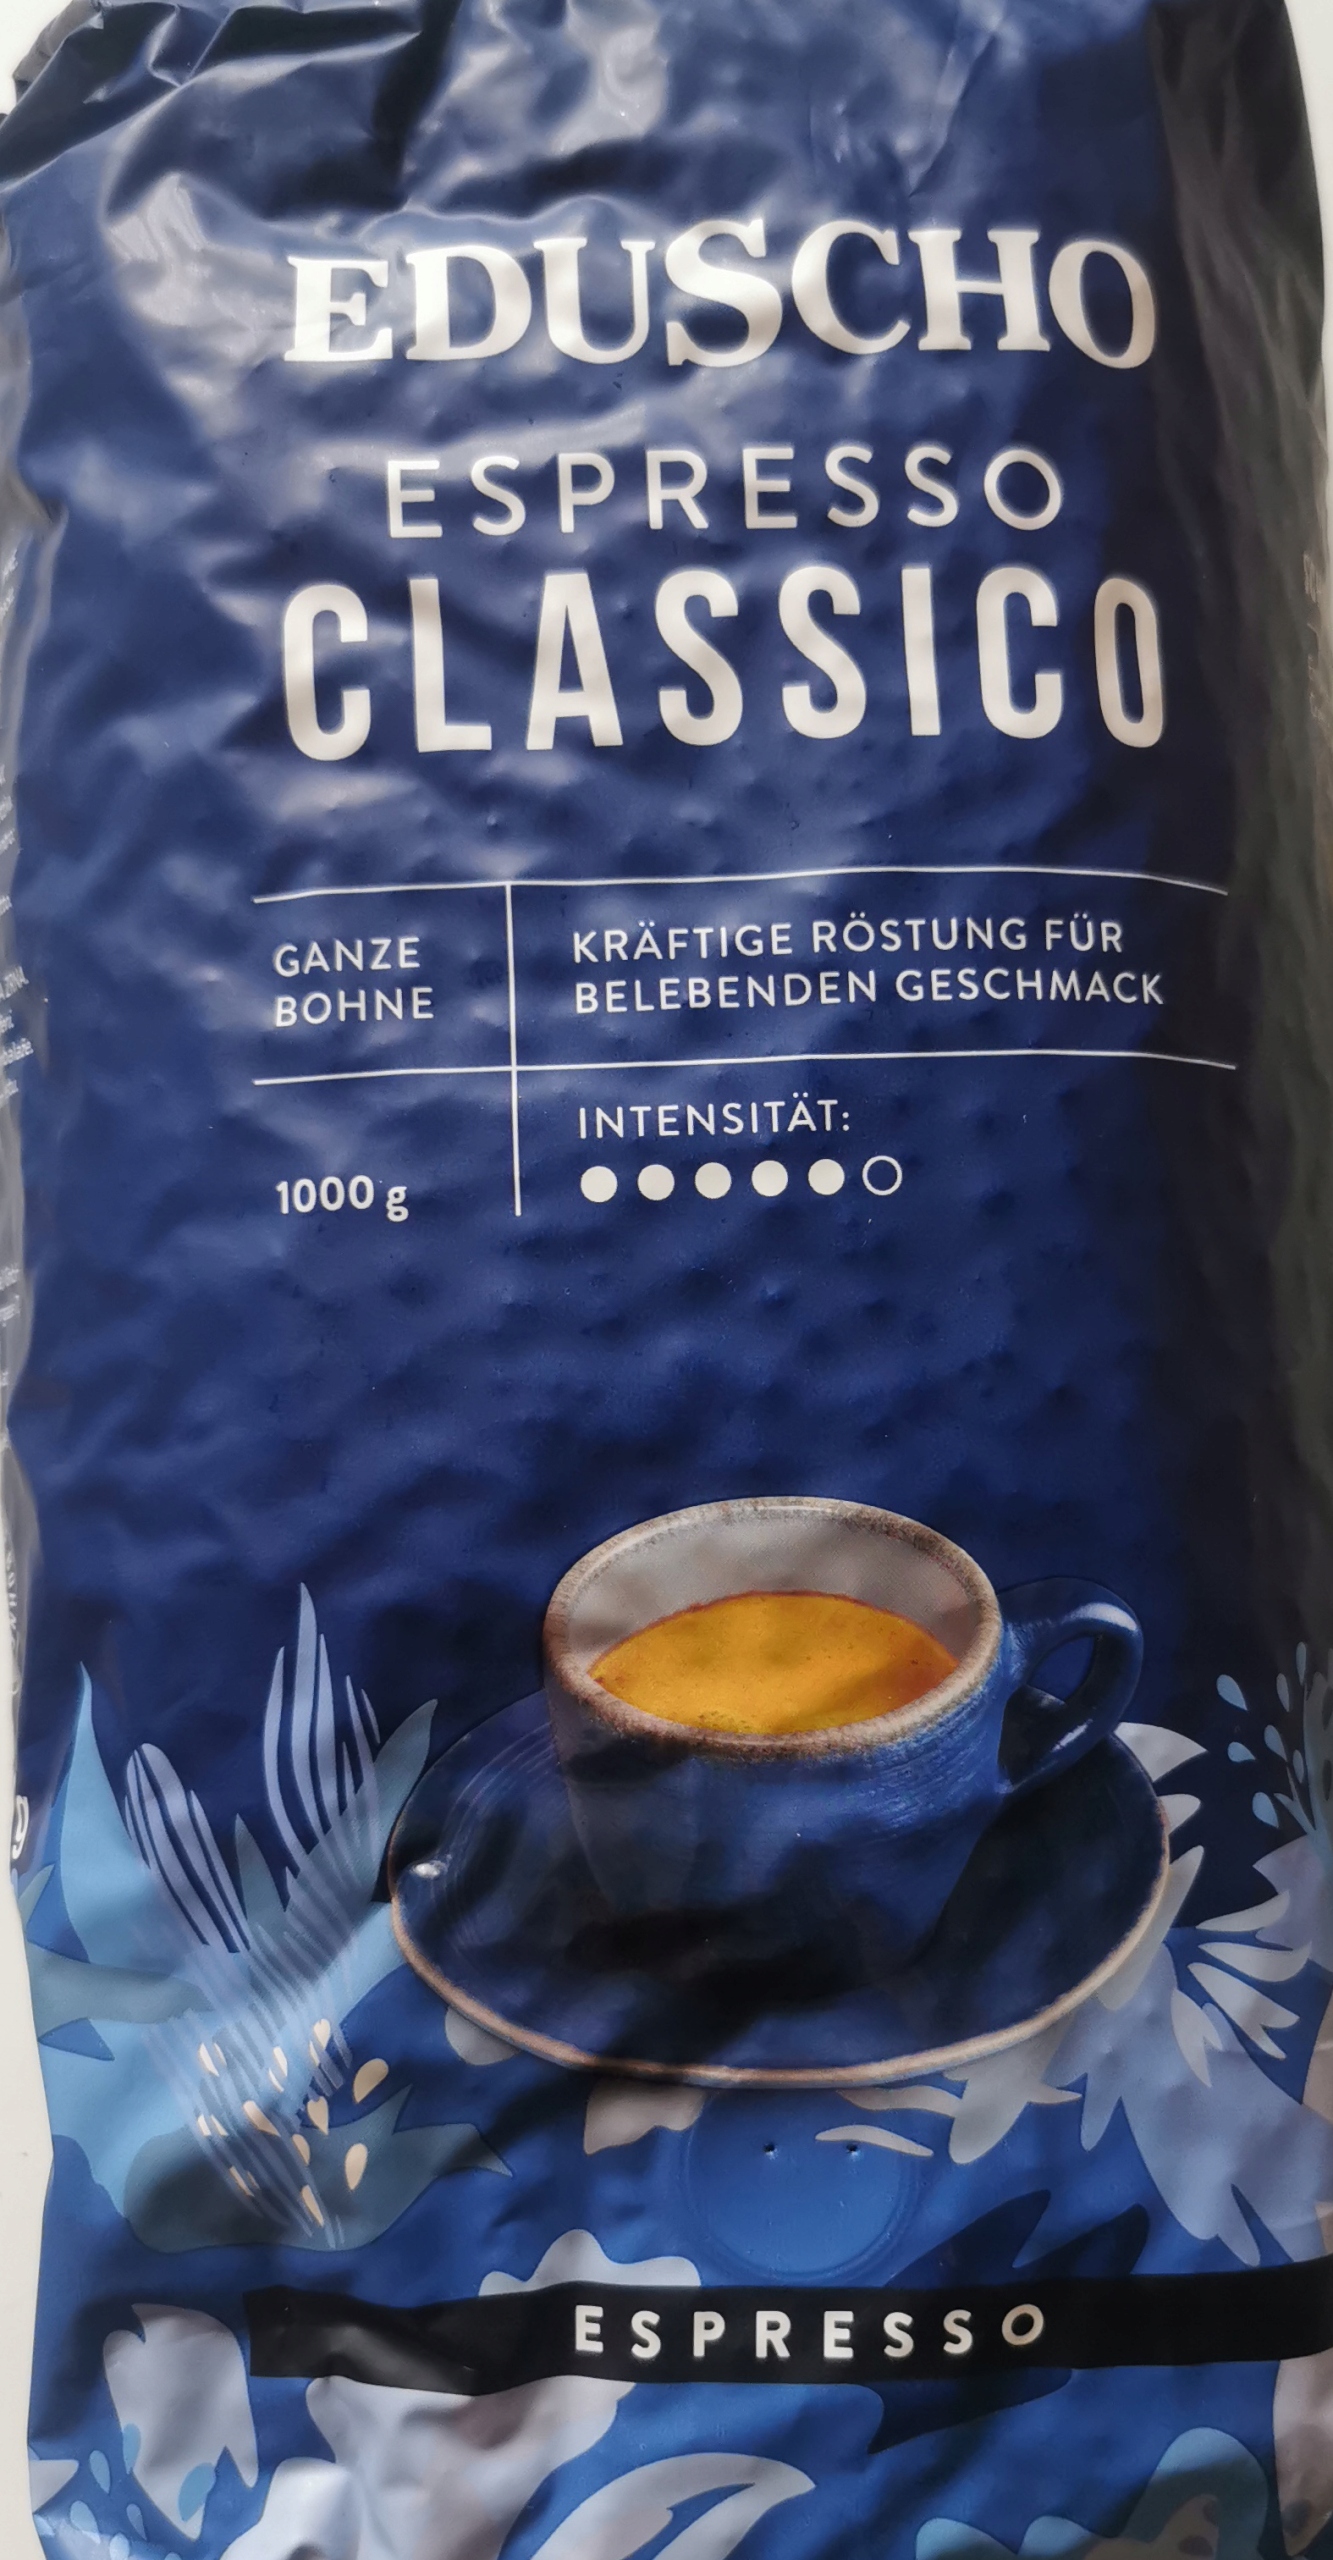 EDUSCHO
ESPRESSO
CLASSICO
GANZE
BOHNE
KRÄFTIGE RÖSTUNG FÜR
BELEBENDEN GESCHMACK
1000 g
INTENSITÄT:
ESPRESSO